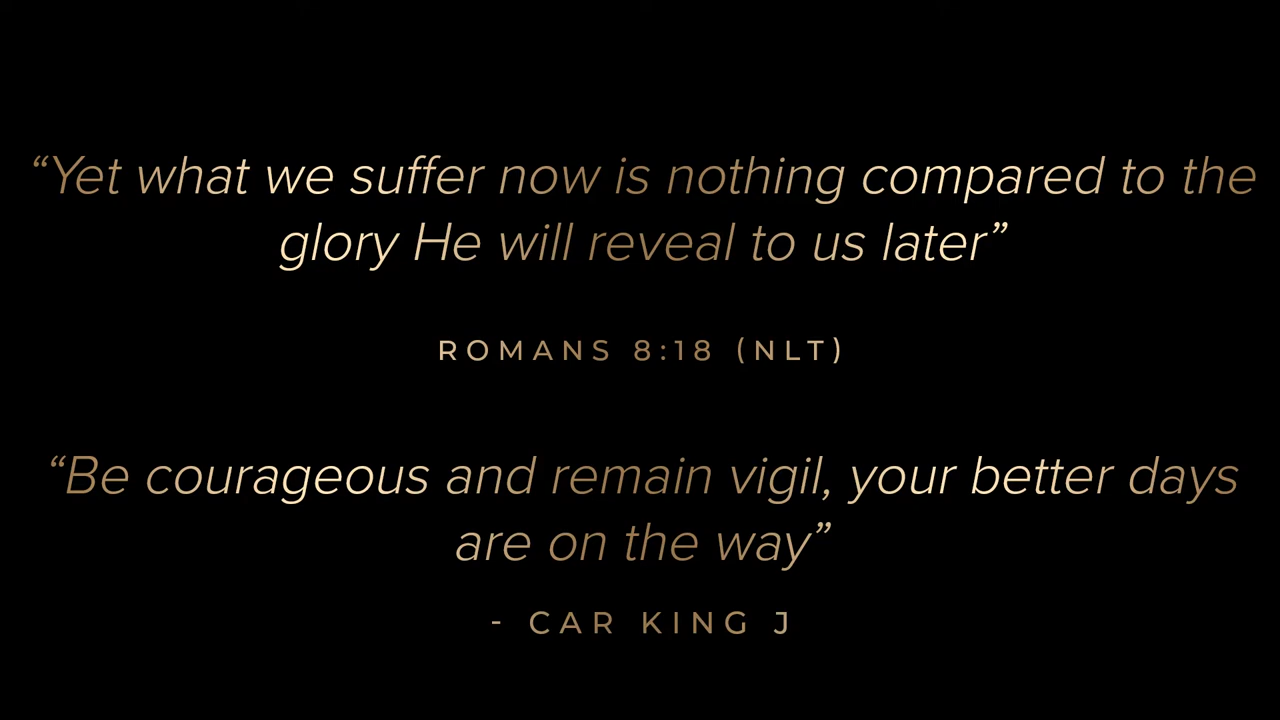 “Yet what we suffer now is nothing compared to the
glory He will reveal to us later”
ROMANS 8:18 (NLT)
“Be courageous and remain vigil, your better days
are on the way”
- CAR KING J